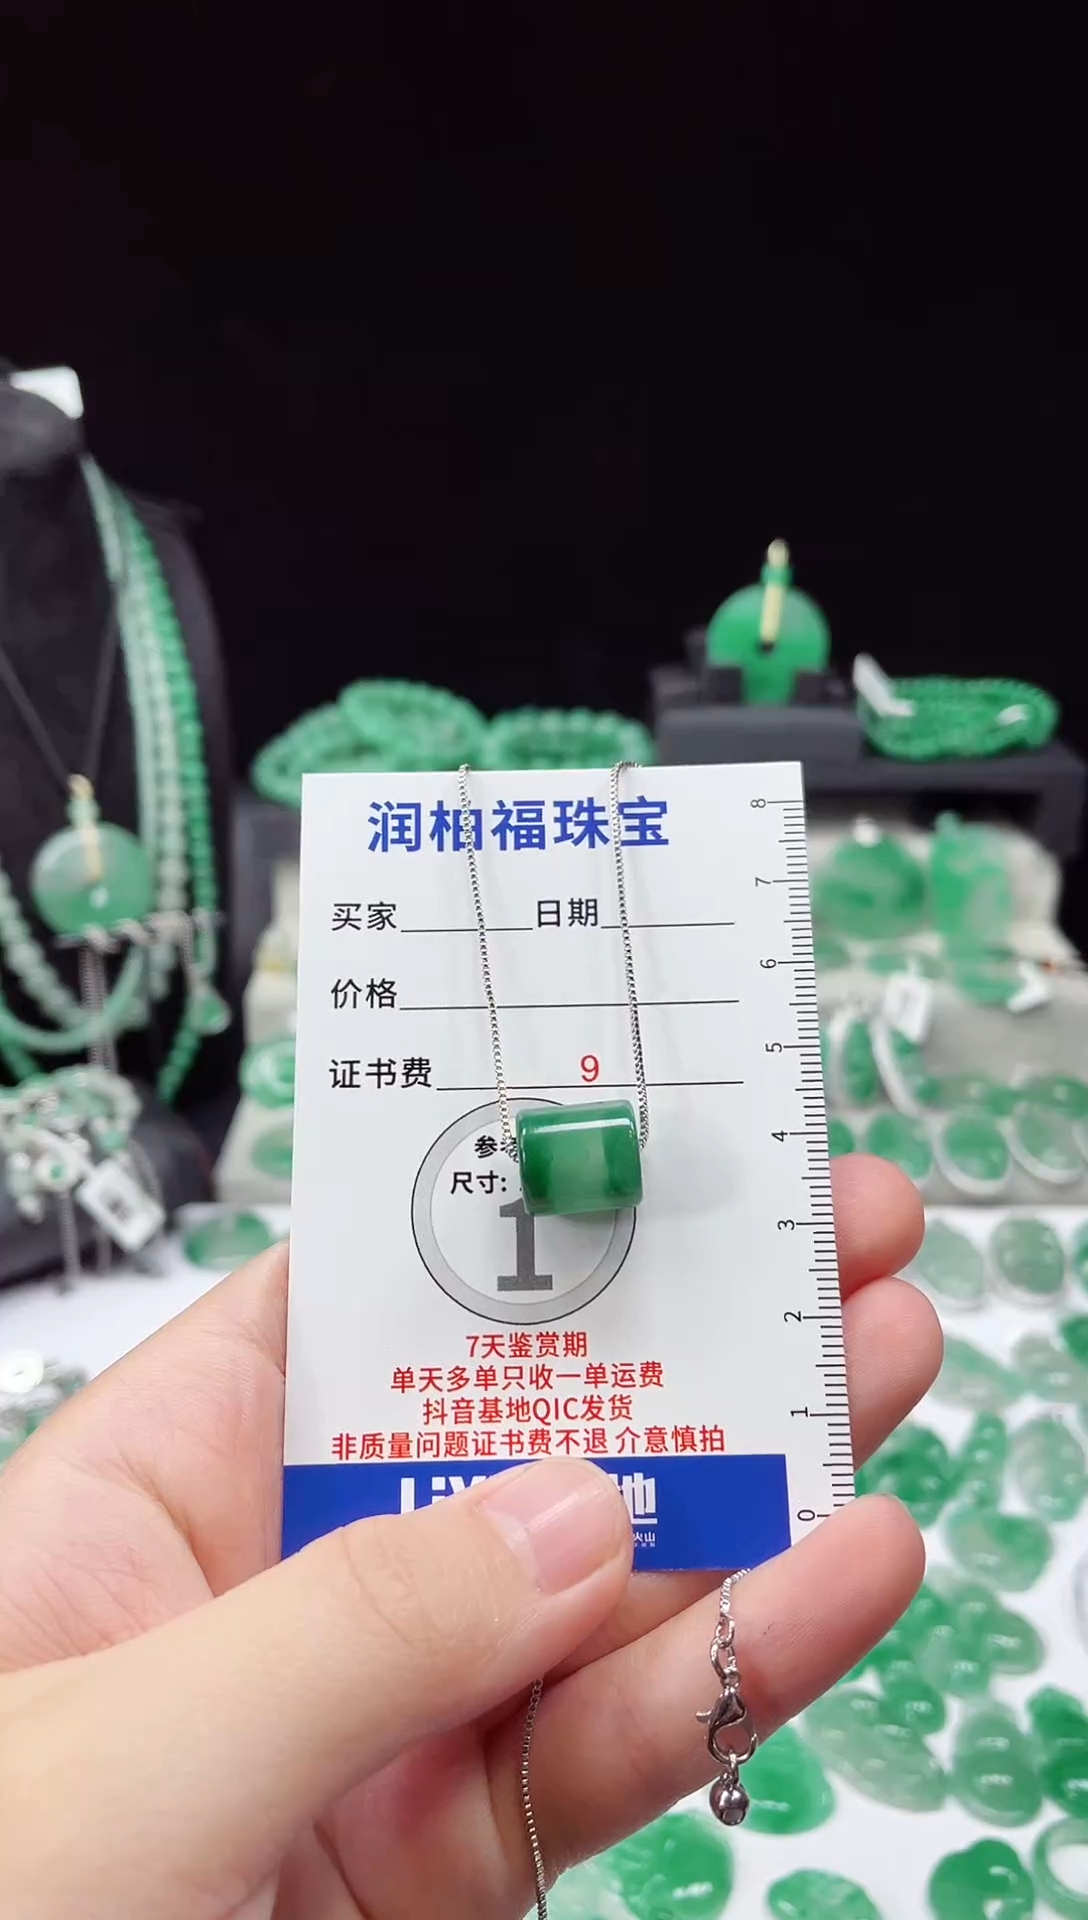 润柏福珠宝
买家 日期
价格
证书费 9
尺寸:
1
7天鉴赏期
单天多单只收一单运费
抖音基地QIC发货
非质量问题证书费不退 介意慎拍
地
火山
8
7
6
5
4
3
2
1
0